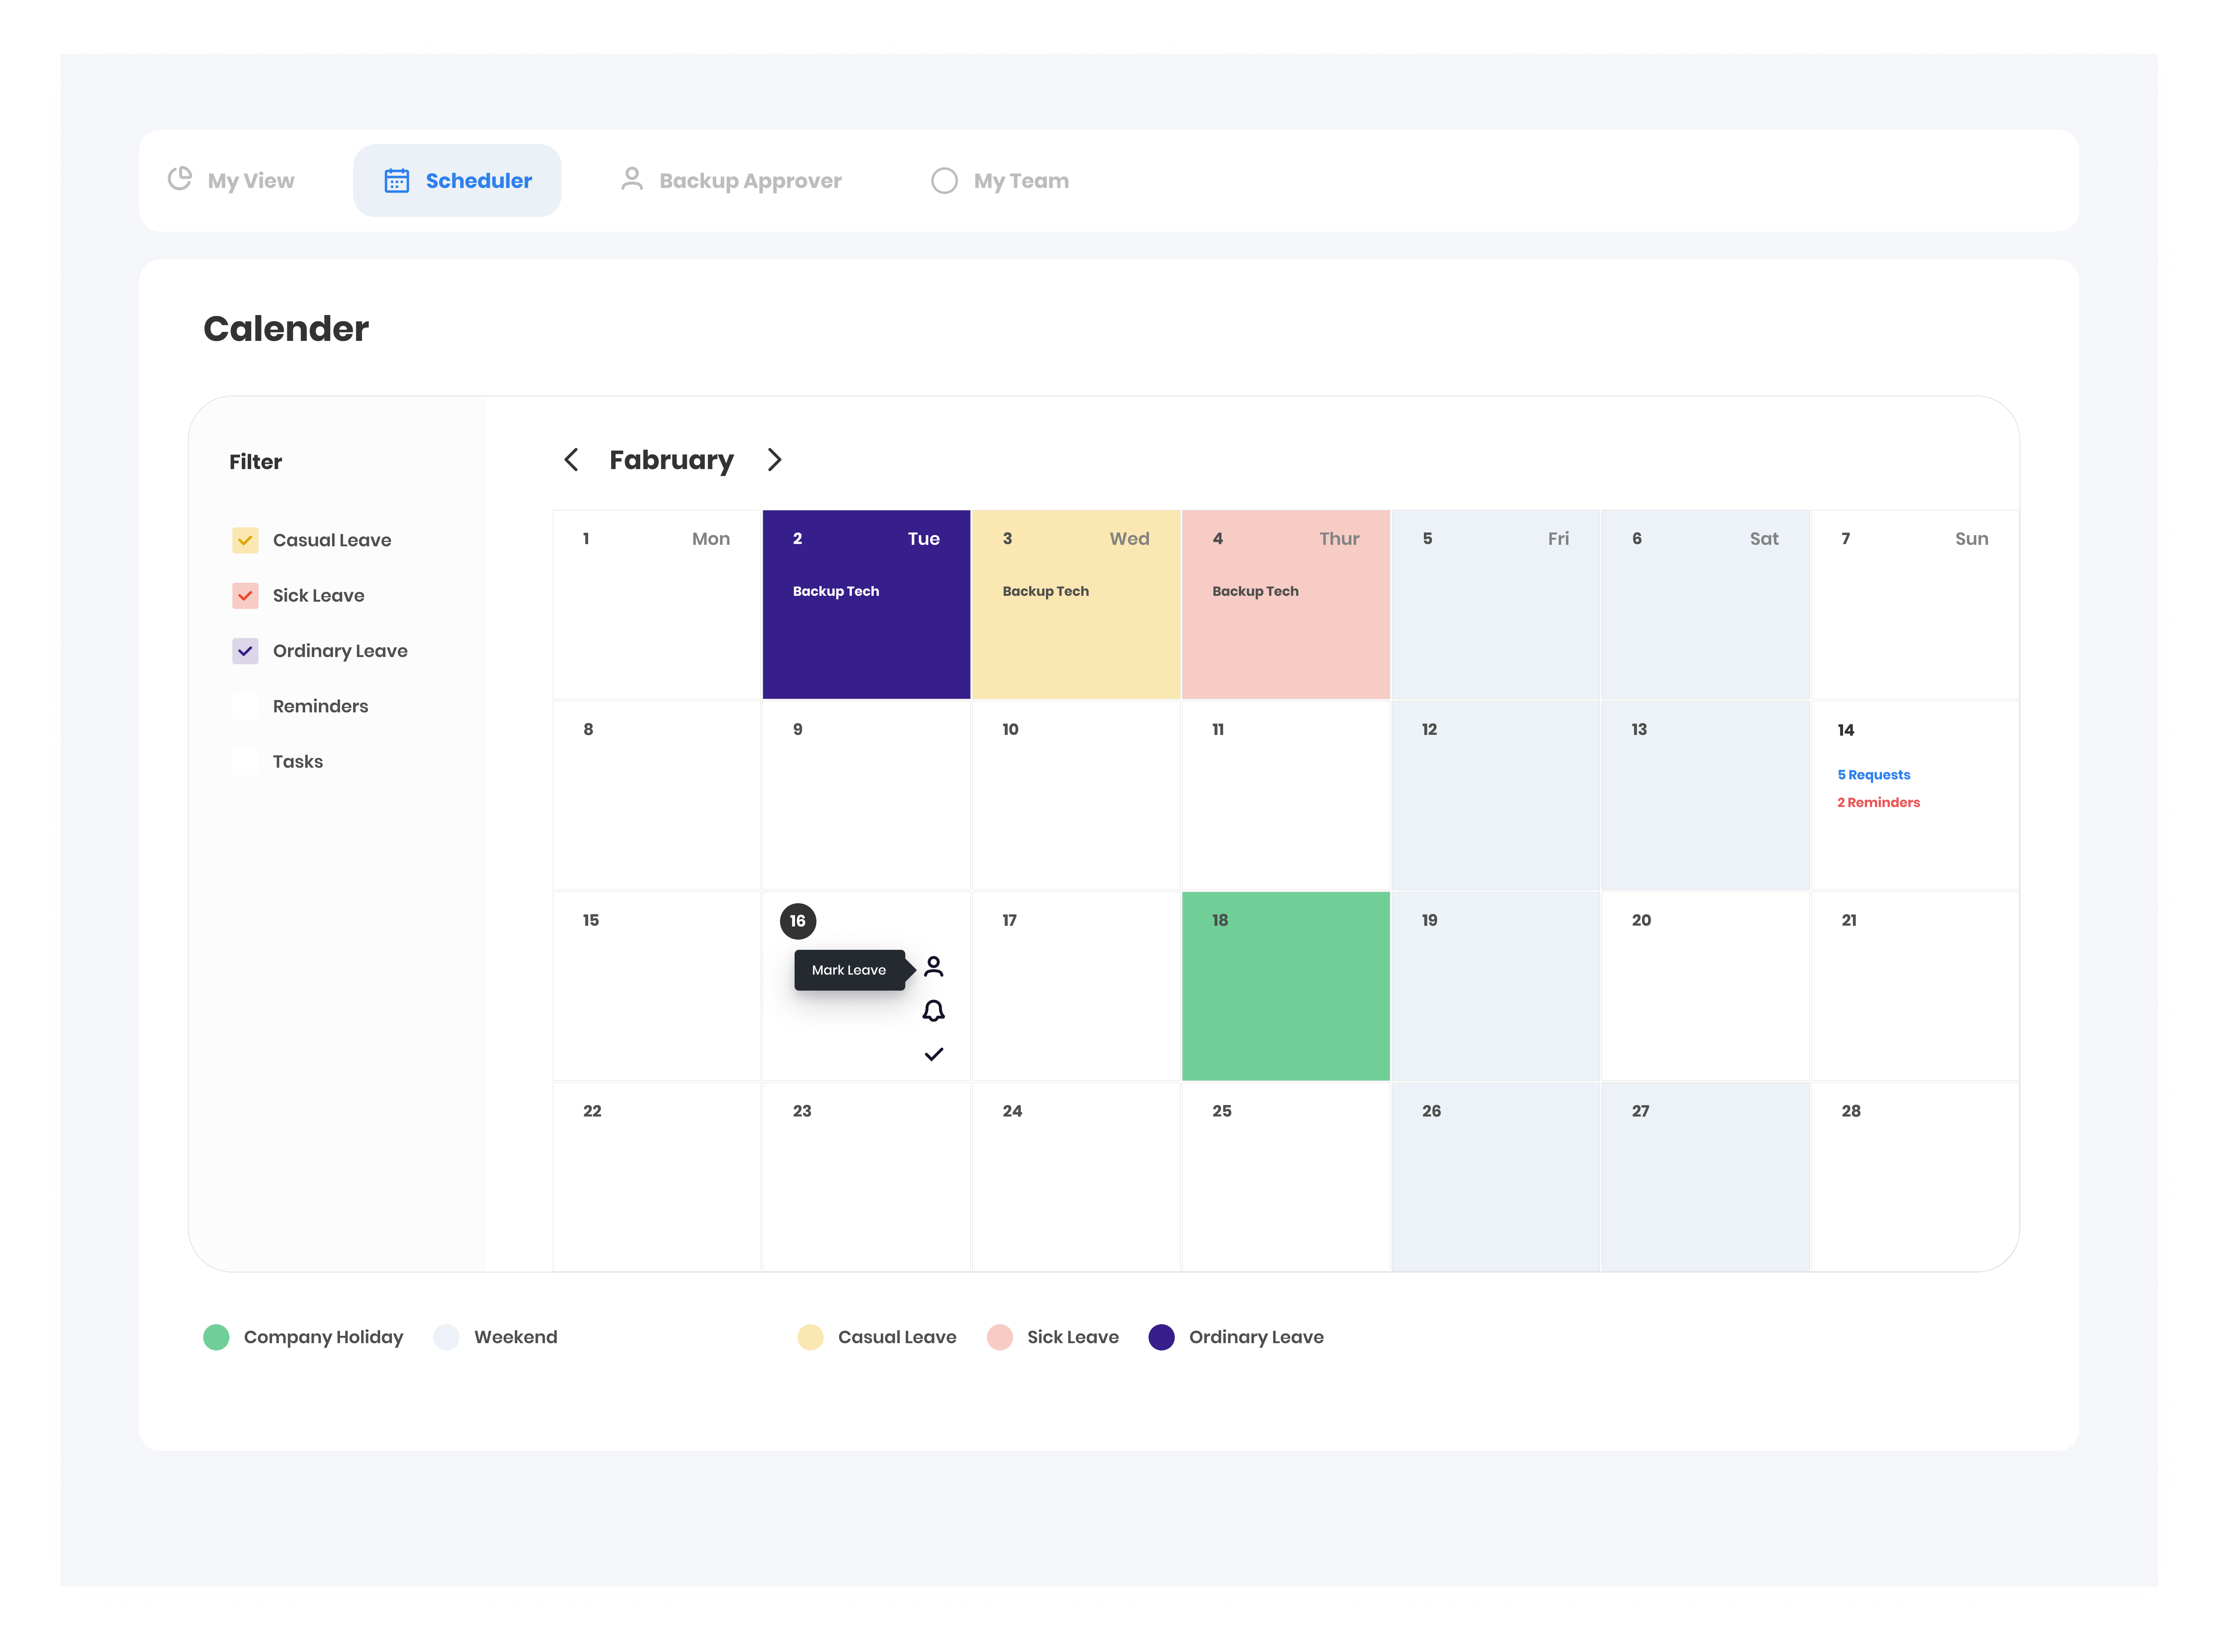 My View
Scheduler
Backup Approver
My Team
Calender
Filter
Casual Leave
Sick Leave
Ordinary Leave
Reminders
Tasks
Fabruary
1 Mon
2 Tue
Backup Tech
3 Wed
Backup Tech
4 Thur
Backup Tech
5 Fri
6 Sat
7 Sun
8
9
10
11
12
13
14
5 Requests
2 Reminders
15
16
Mark Leave
17
18
19
20
21
22
23
24
25
26
27
28
Company Holiday
Weekend
Casual Leave
Sick Leave
Ordinary Leave